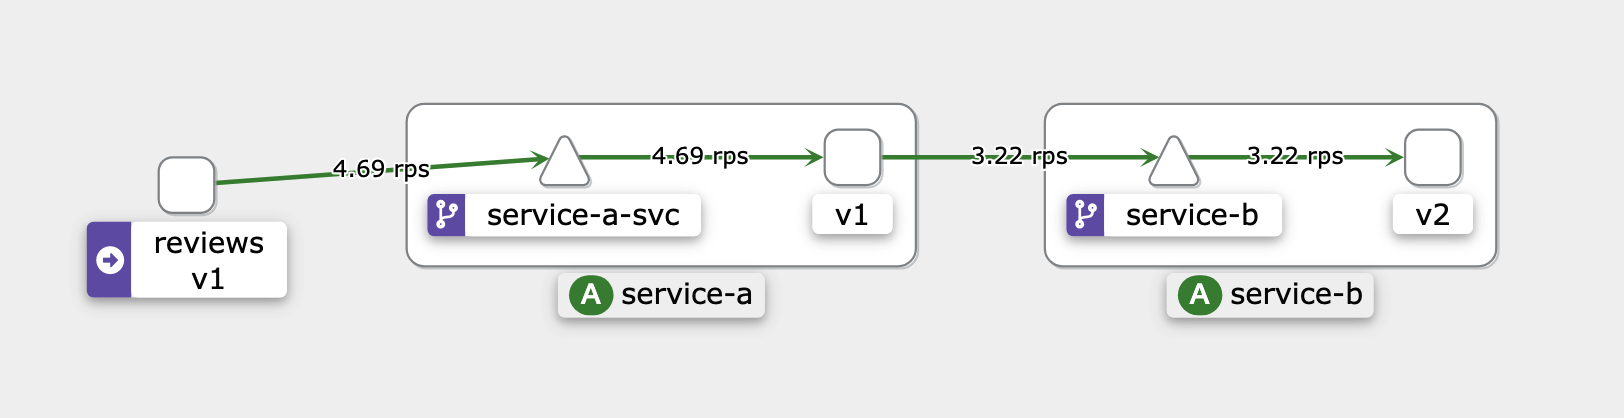 4.69 rps
4.69 rps
3.22 rps
3.22 rps
service-a-svc
v1
service-b
v2
reviews
v1
A service-a
A service-b